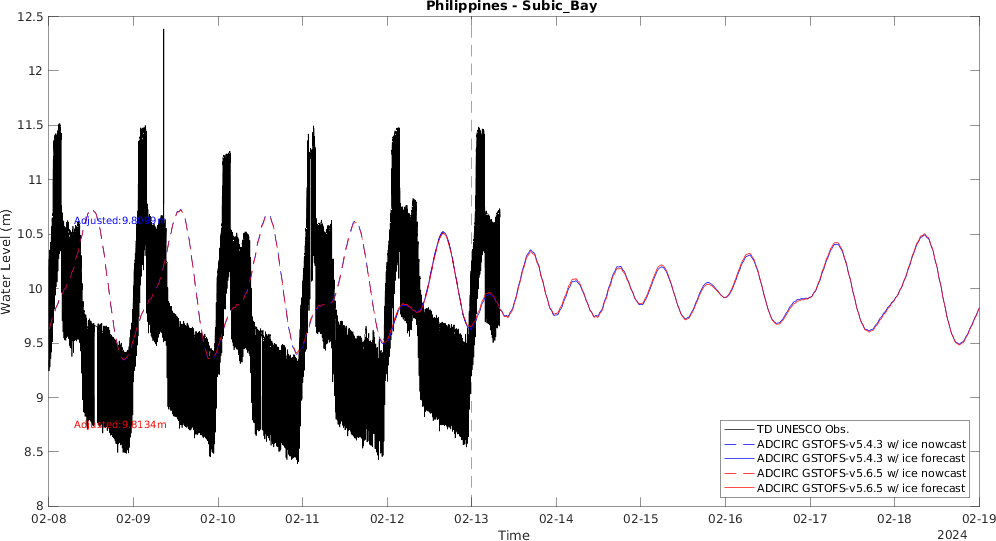 Philippines - Subic_Bay
12.5
12
11.5
11
10.5
10
9.5
9
8.5
8
Water Level (m)
Adjusted:9.8134m
TD UNESCO Obs.
ADCIRC GSTOFS-v5.4.3 w/ ice nowcast
ADCIRC GSTOFS-v5.4.3 w/ ice forecast
ADCIRC GSTOFS-v5.6.5 w/ ice nowcast
ADCIRC GSTOFS-v5.6.5 w/ ice forecast
02-08 02-09 02-10 02-11 02-12 02-13 02-14 02-15 02-16 02-17 02-18 02-19
Time
2024